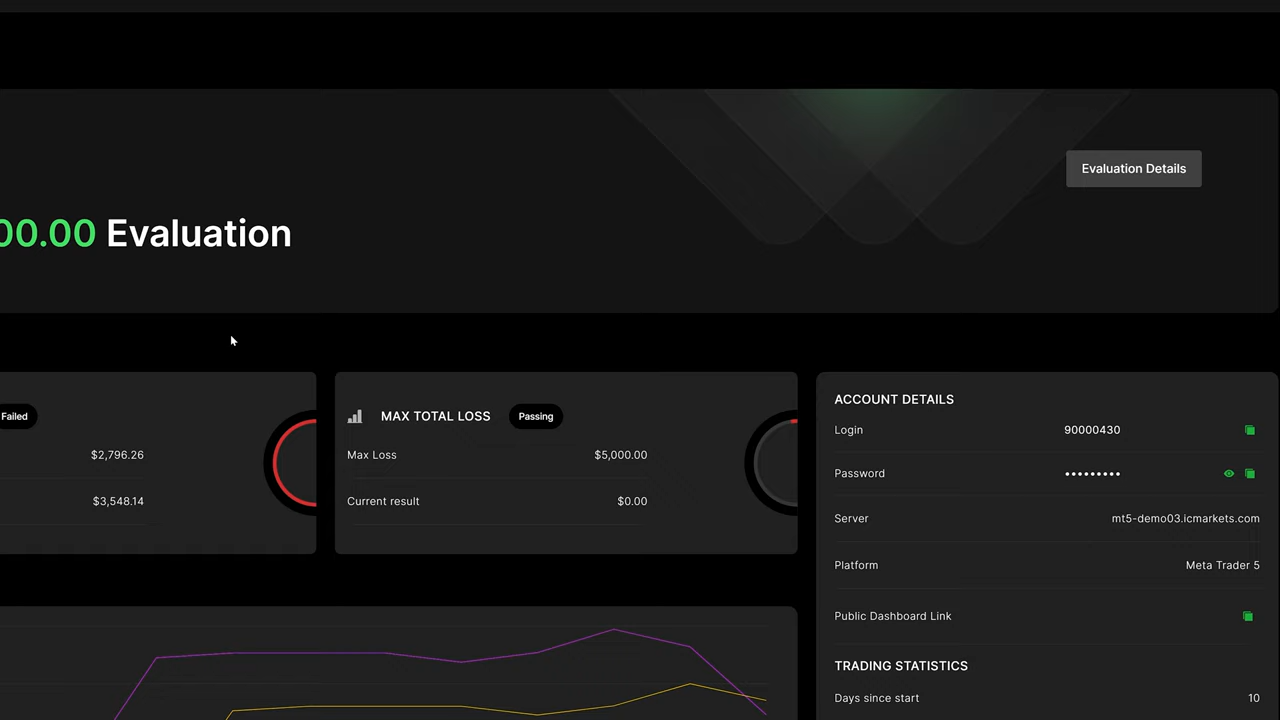 Evaluation Details
00.00 Evaluation
Failed
$2,796.26
$3,548.14
MAX TOTAL LOSS Passing
Max Loss $5,000.00
Current result $0.00
ACCOUNT DETAILS
Login 90000430
Password •••••••••
Server mt5-demo03.icmarkets.com
Platform Meta Trader 5
Public Dashboard Link
TRADING STATISTICS
Days since start 10